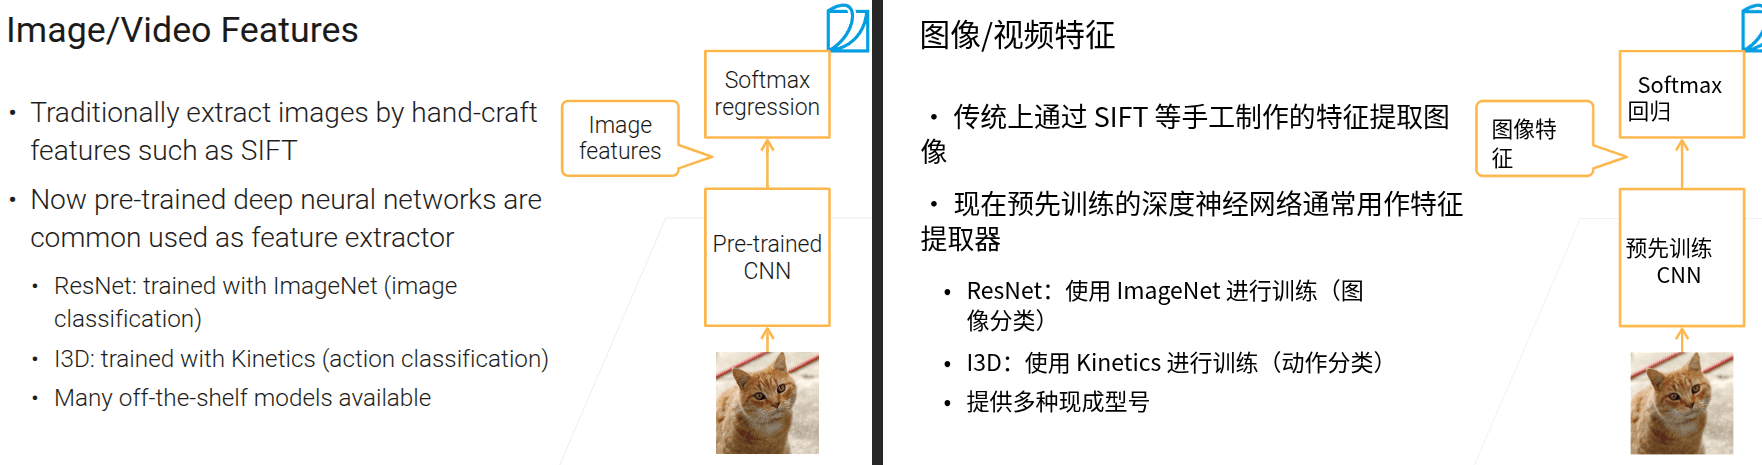 Image/Video Features
• Traditionally extract images by hand-craft
features such as SIFT
• Now pre-trained deep neural networks are
common used as feature extractor
• ResNet: trained with ImageNet (image
classification)
• I3D: trained with Kinetics (action classification)
• Many off-the-shelf models available
Softmax
regression
Image
features
Pre-trained
CNN
图像/视频特征
• 传统上通过 SIFT 等手工制作的特征提取图
像
• 现在预先训练的深度神经网络通常用作特征
提取器
• ResNet：使用 ImageNet 进行训练（图
像分类）
• I3D：使用 Kinetics 进行训练（动作分类）
• 提供多种现成型号
Softmax
回归
图像特
征
预先训练
CNN